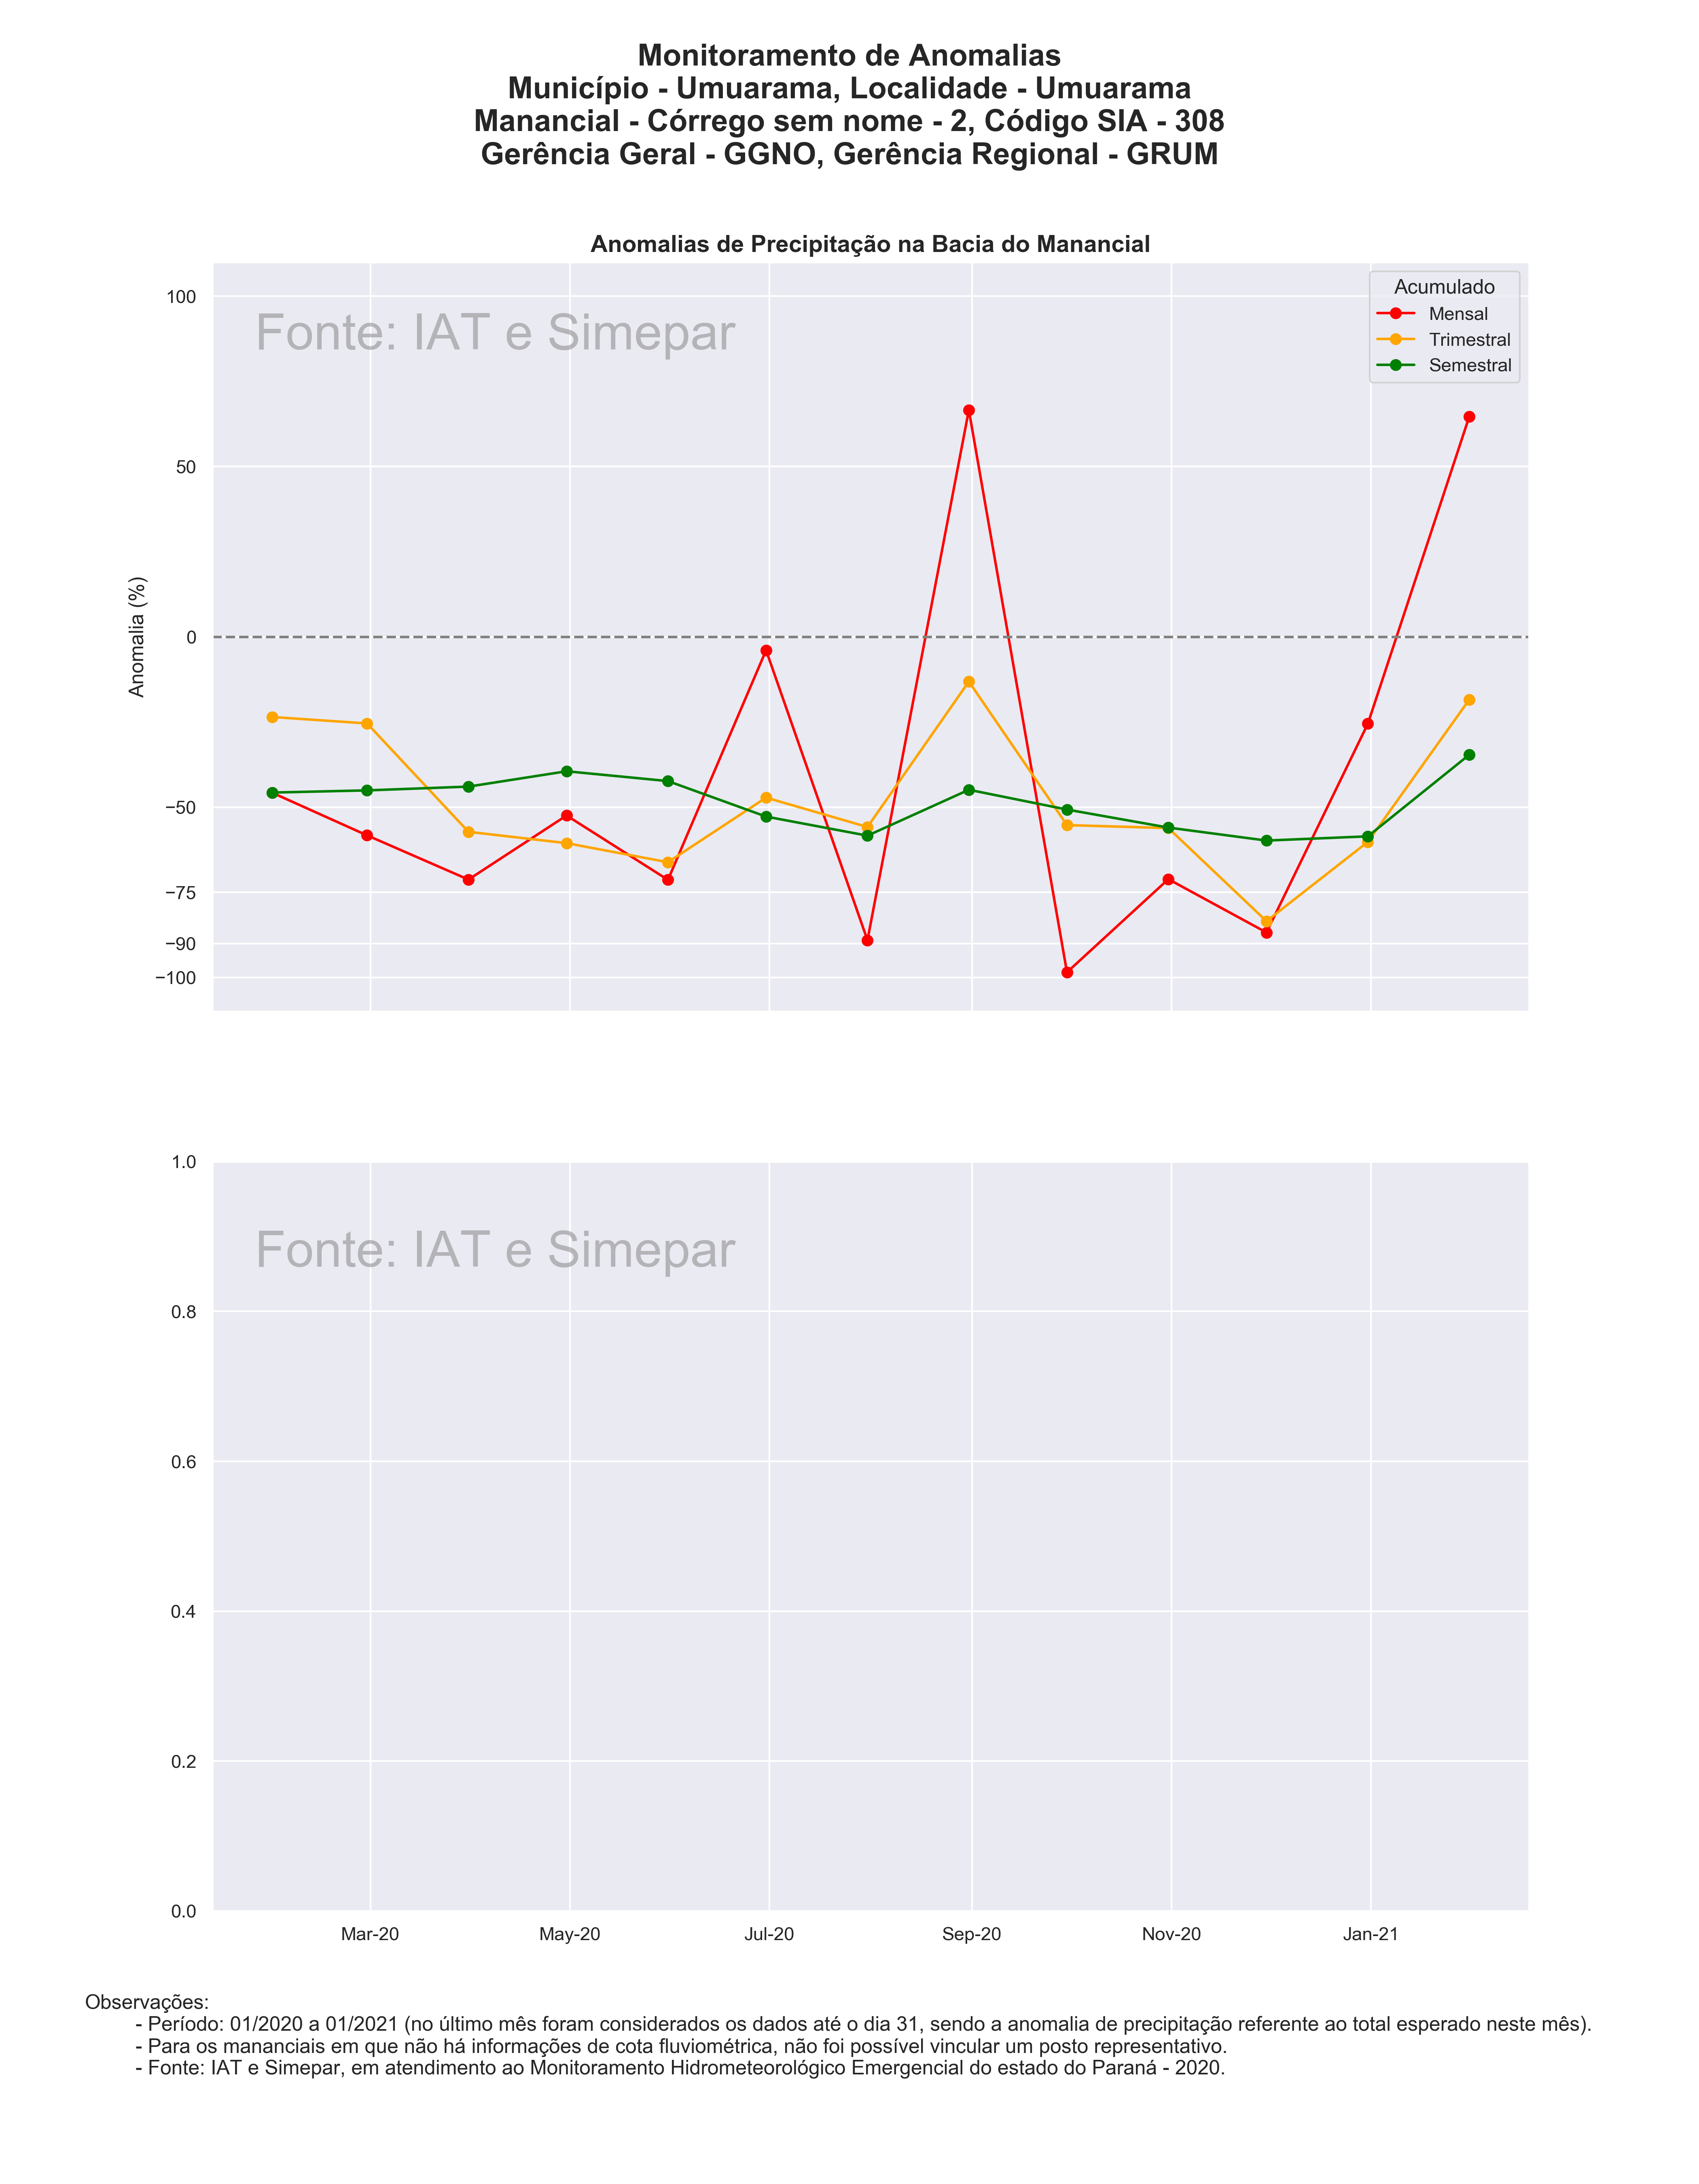 Monitoramento de Anomalias
Município - Umuarama, Localidade - Umuarama
Manancial - Córrego sem nome - 2, Código SIA - 308
Gerência Geral - GGNO, Gerência Regional - GRUM
Anomalias de Precipitação na Bacia do Manancial
Fonte: IAT e Simepar
Acumulado
Mensal
Trimestral
Semestral
Anomalia (%)
100
50
0
−50
−75
−90
−100
Fonte: IAT e Simepar
1.0
0.8
0.6
0.4
0.2
0.0
Mar-20 May-20 Jul-20 Sep-20 Nov-20 Jan-21
Observações:
- Período: 01/2020 a 01/2021 (no último mês foram considerados os dados até o dia 31, sendo a anomalia de precipitação referente ao total esperado neste mês).
- Para os mananciais em que não há informações de cota fluviométrica, não foi possível vincular um posto representativo.
- Fonte: IAT e Simepar, em atendimento ao Monitoramento Hidrometeorológico Emergencial do estado do Paraná - 2020.